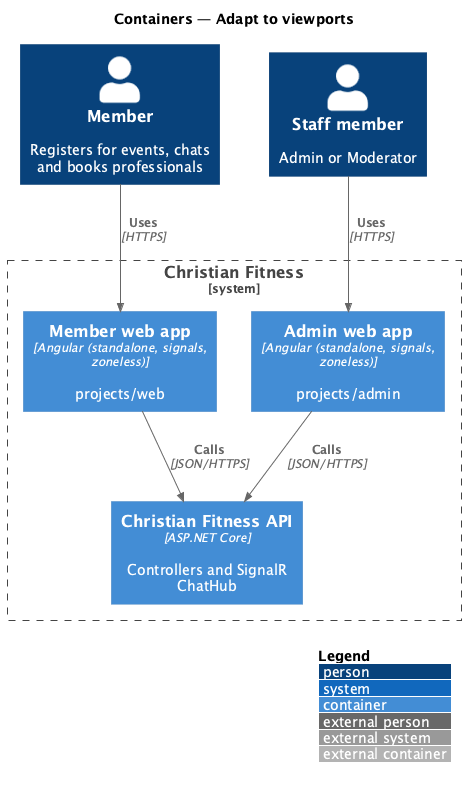 Containers — Adapt to viewports
Member
Registers for events, chats
and books professionals
Staff member
Admin or Moderator
Uses
[HTTPS]
Uses
[HTTPS]
Christian Fitness
[system]
Member web app
[Angular (standalone, signals,
zoneless)]
projects/web
Admin web app
[Angular (standalone, signals,
zoneless)]
projects/admin
Calls
[JSON/HTTPS]
Calls
[JSON/HTTPS]
Christian Fitness API
[ASP.NET Core]
Controllers and SignalR
ChatHub
Legend
person
system
container
external person
external system
external container